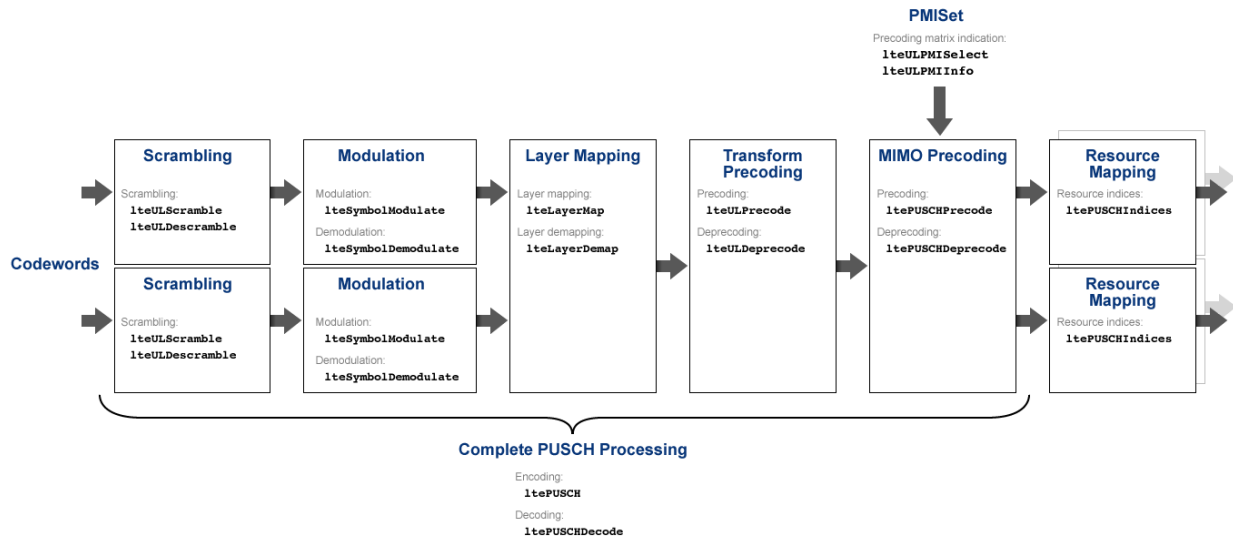 PMISet
Precoding matrix indication:
lteULPMISelect
lteULPMIInfo
Codewords
Scrambling
Scrambling:
lteULScramble
lteULDescramble
Scrambling
Scrambling:
lteULScramble
lteULDescramble
Modulation
Modulation:
lteSymbolModulate
Demodulation:
lteSymbolDemodulate
Modulation
Modulation:
lteSymbolModulate
Demodulation:
lteSymbolDemodulate
Layer Mapping
Layer mapping:
lteLayerMap
Layer demapping:
lteLayerDemap
Transform
Precoding
Precoding:
lteULPrecode
Deprecoding:
lteULDeprecode
MIMO Precoding
Precoding:
ltePUSCHPrecode
Deprecoding:
ltePUSCHDeprecode
Resource
Mapping
Resource indices:
ltePUSCHIndices
Resource
Mapping
Resource indices:
ltePUSCHIndices
Complete PUSCH Processing
Encoding:
ltePUSCH
Decoding:
ltePUSCHDecode